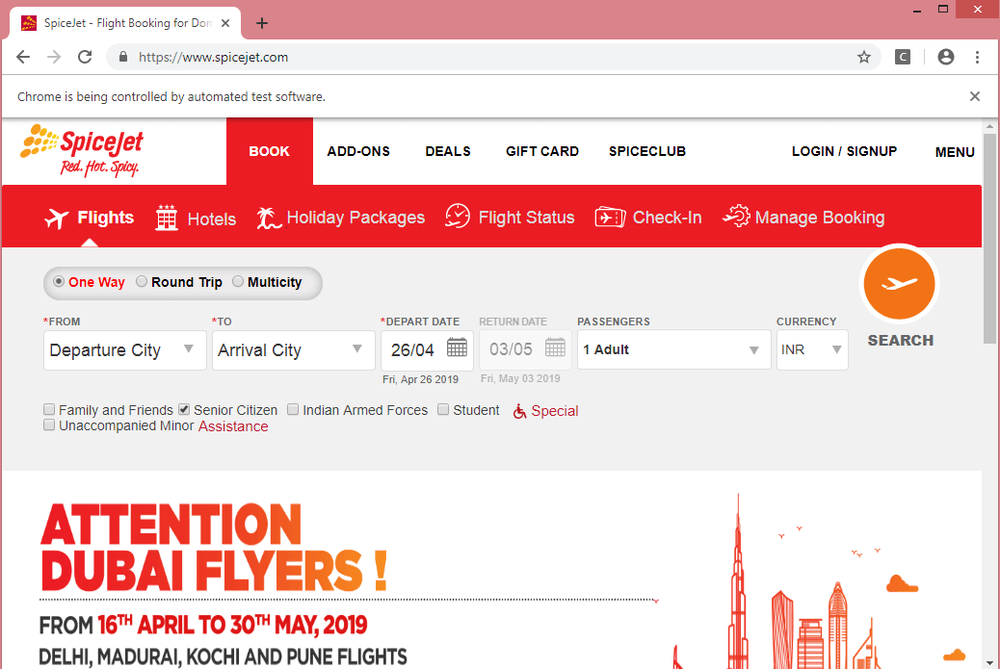 SpiceJet - Flight Booking for Dom
https://www.spicejet.com
C
Chrome is being controlled by automated test software.
SpiceJet
Red. Hot. Spicy.
BOOK ADD-ONS DEALS GIFT CARD SPICECLUB LOGIN / SIGNUP MENU
Flights Hotels Holiday Packages Flight Status Check-In Manage Booking
One Way Round Trip Multicity
*FROM *TO *DEPART DATE RETURN DATE PASSENGERS CURRENCY
Departure City Arrival City 26/04 03/05 1 Adult INR
SEARCH
Fri, Apr 26 2019 Fri, May 03 2019
Family and Friends Senior Citizen Indian Armed Forces Student Special
Unaccompanied Minor Assistance
ATTENTION
DUBAI FLYERS !
FROM 16TH APRIL TO 30TH MAY, 2019
DELHI, MADURAI, KOCHI AND PUNE FLIGHTS